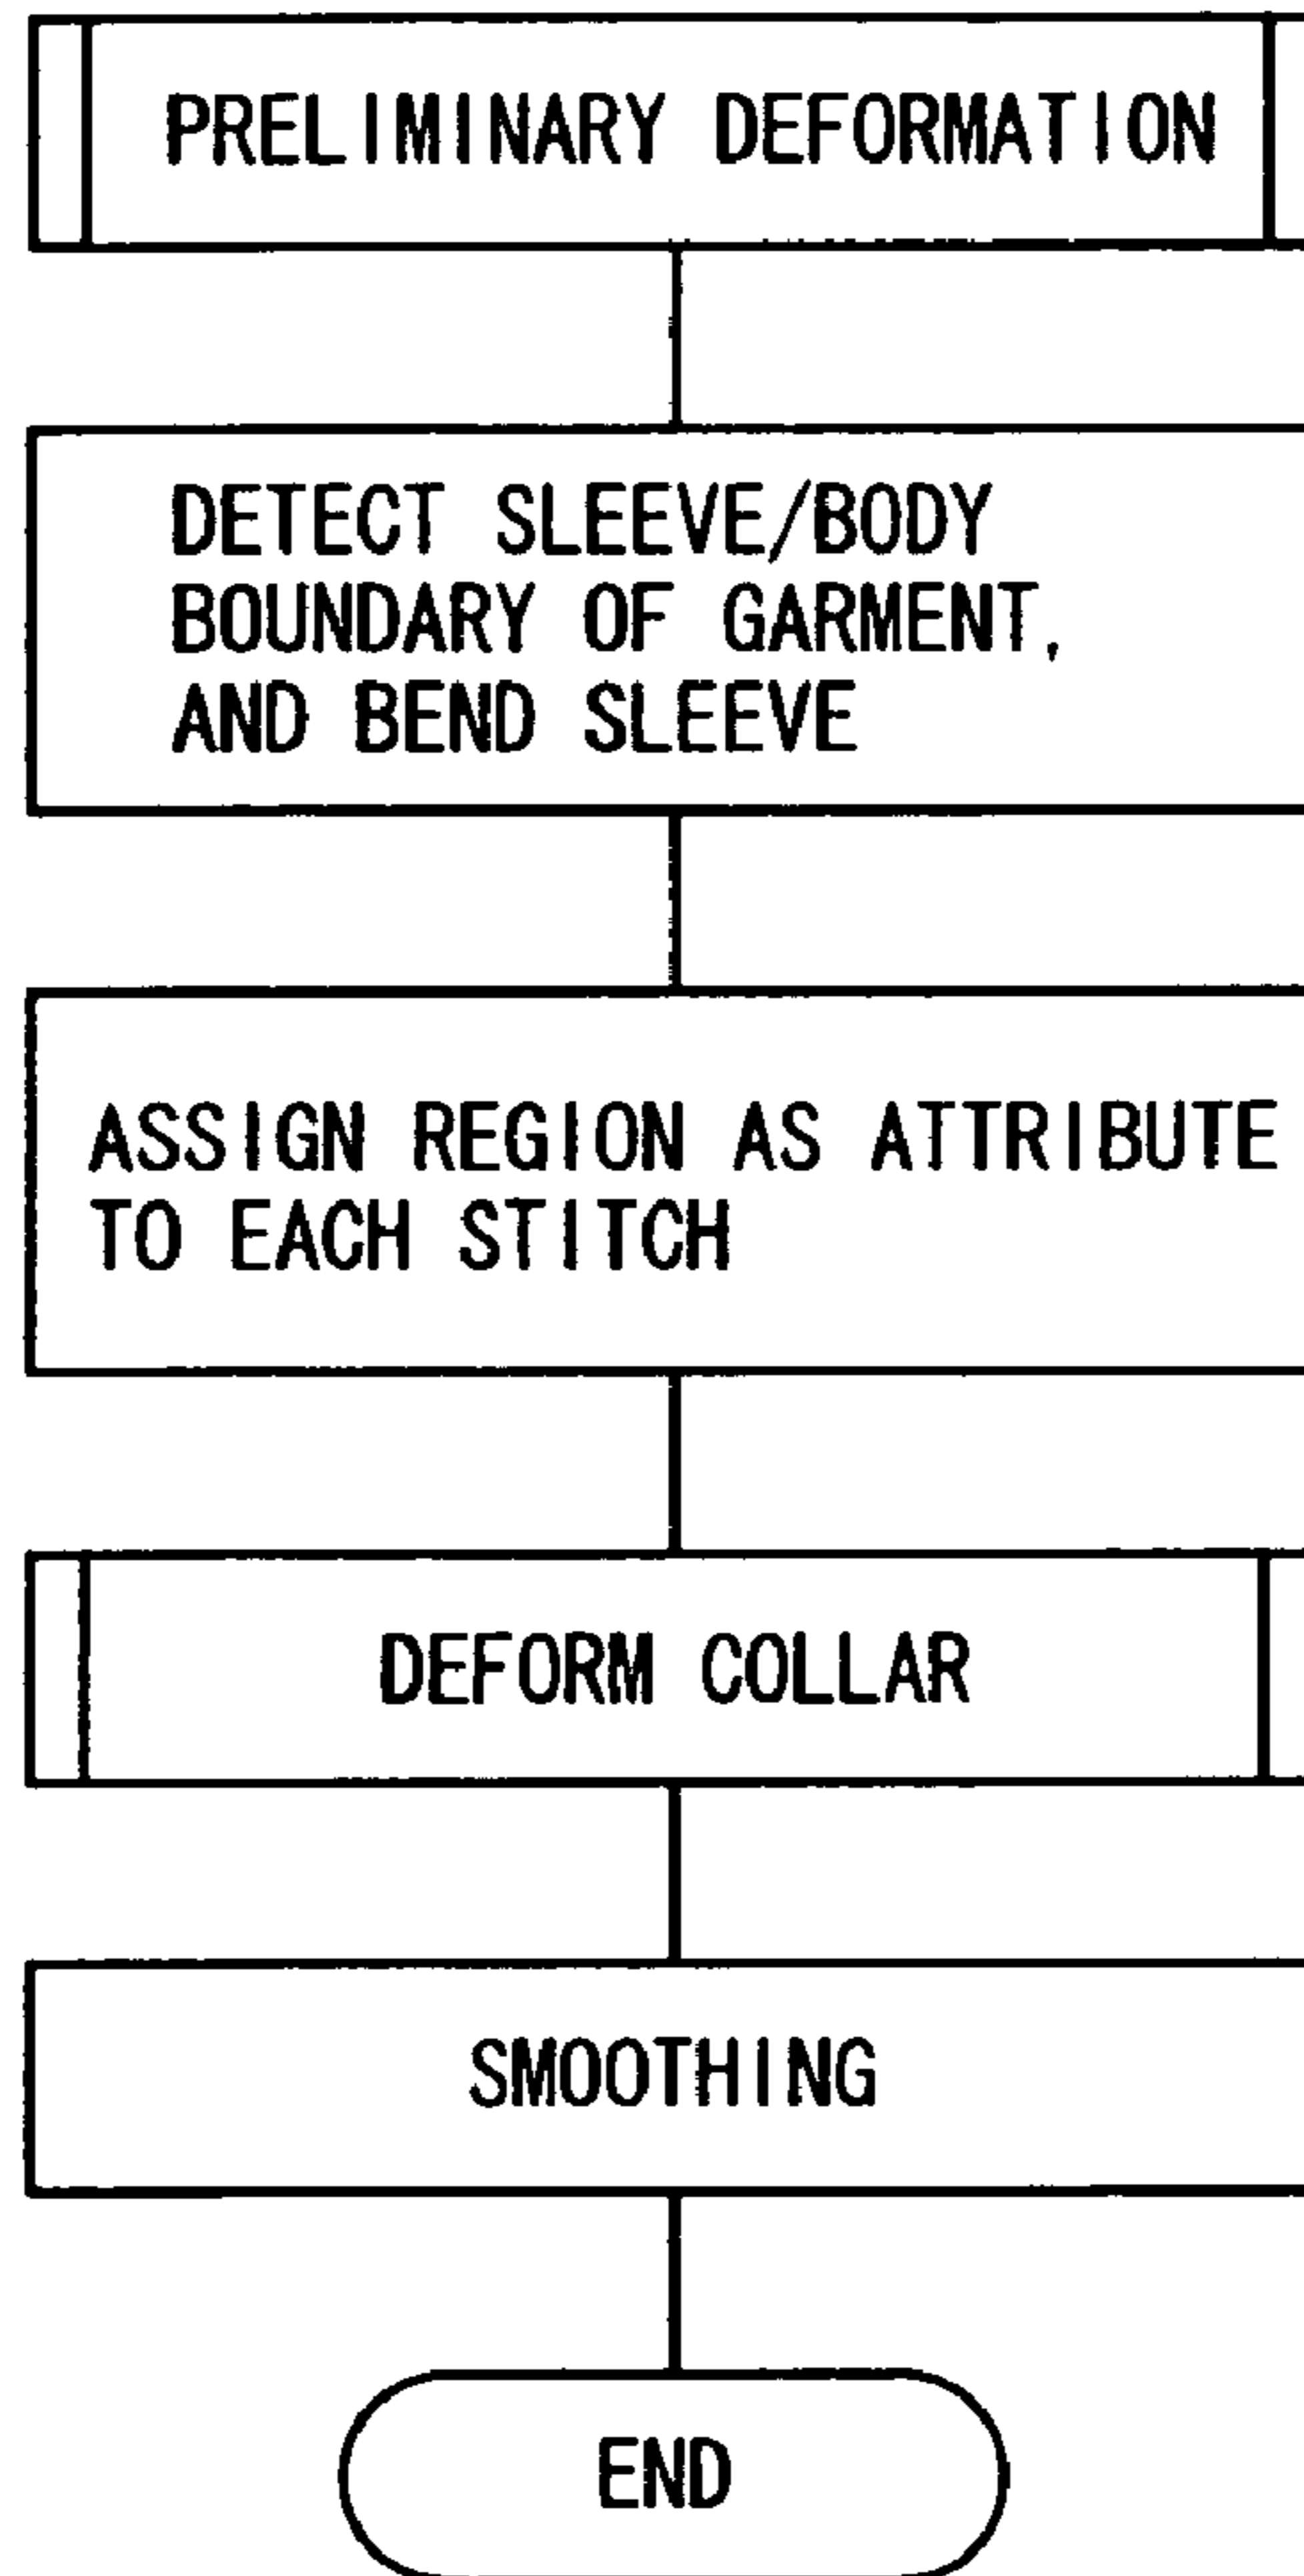 PRELIMINARY DEFORMATION
DETECT SLEEVE/BODY
BOUNDARY OF GARMENT,
AND BEND SLEEVE
ASSIGN REGION AS ATTRIBUTE
TO EACH STITCH
DEFORM COLLAR
SMOOTHING
END